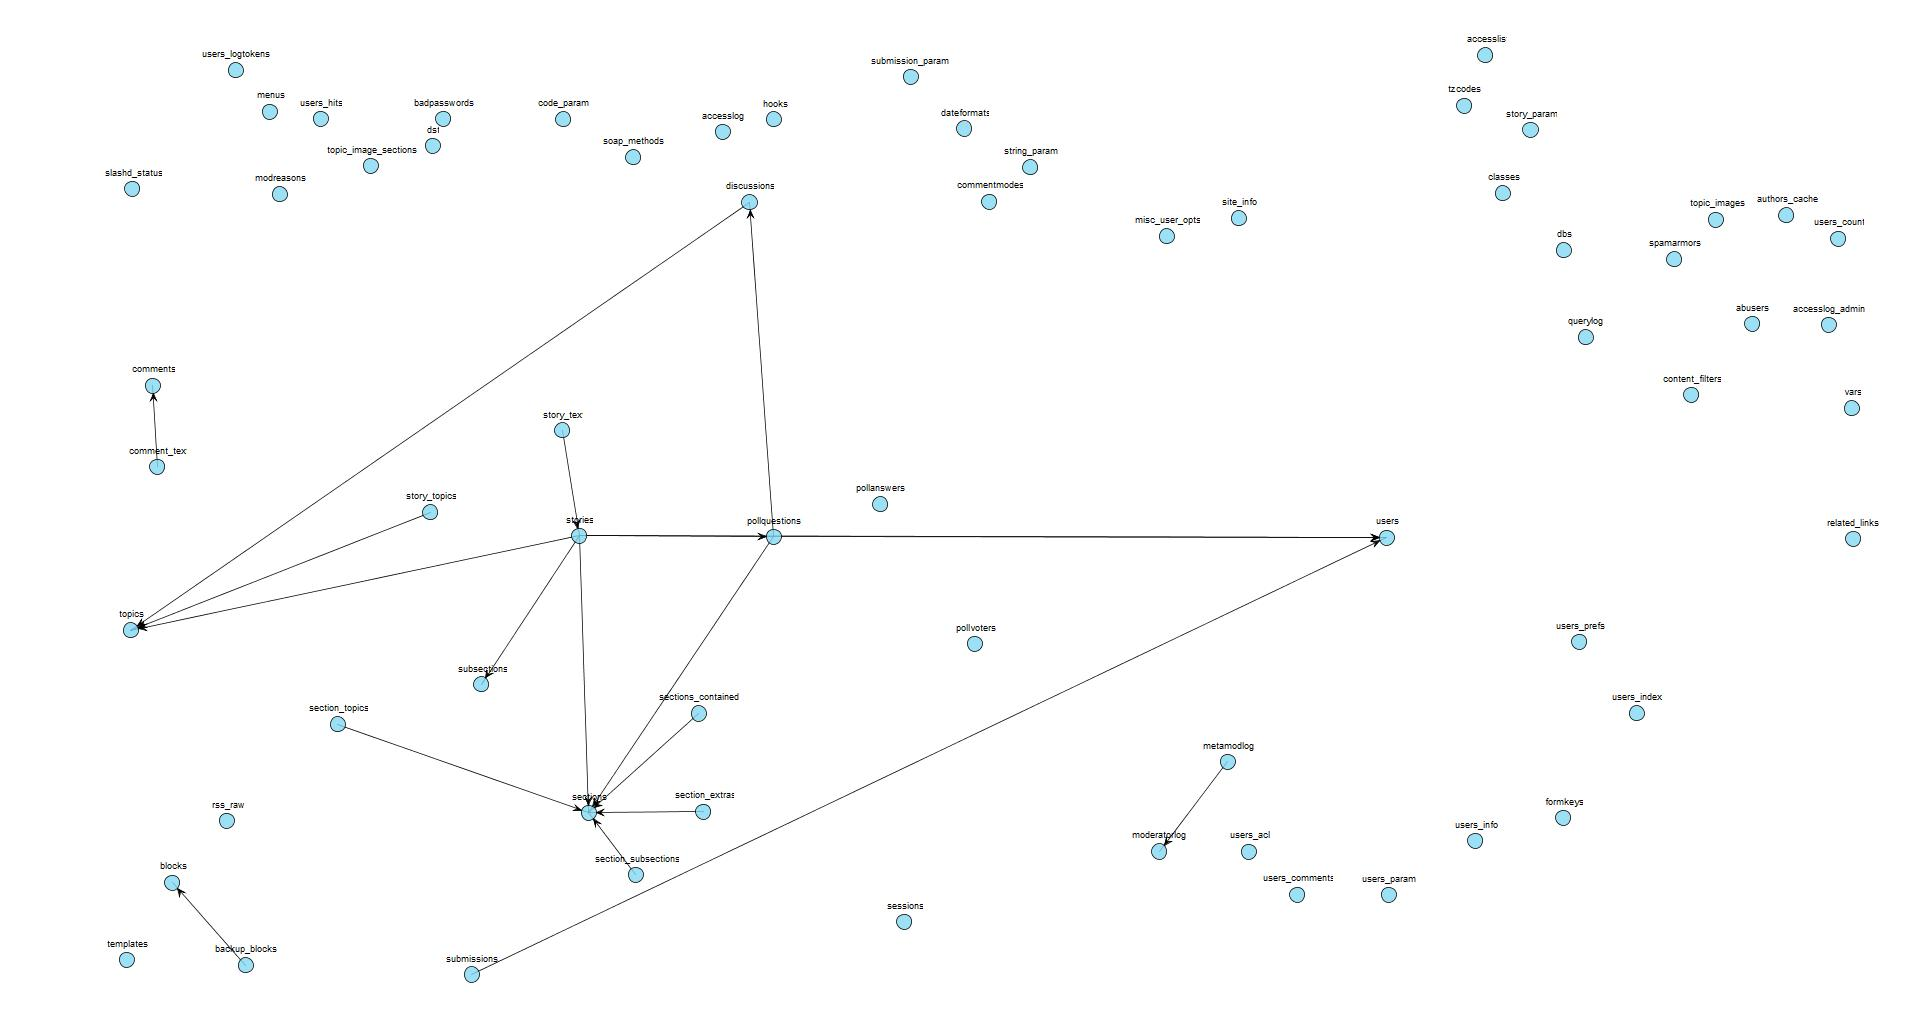 accesslis
users_logtokens
submission_param
tzcodes
menus
users_hits
badpasswords
code_param
hooks
accesslog
dateformats
story_param
dst
soap_methods
topic_image_sections
string_param
slashd_status
modreasons
discussions
commentmodes
classes
site_info
misc_user_opts
topic_images
authors_cache
users_count
dbs
spamarmors
abusers
accesslog_admin
querylog
comments
content_filters
vars
story_tex
comment_tex
story_topics
pollanswers
stories
pollquestions
users
related_links
topics
pollvoters
users_prefs
subsections
sections_contained
users_index
section_topics
metamodlog
sections
section_extras
rss_raw
formkeys
users_info
moderatorlog
users_acl
section_subsections
blocks
users_comments
users_param
sessions
templates
backup_blocks
submissions